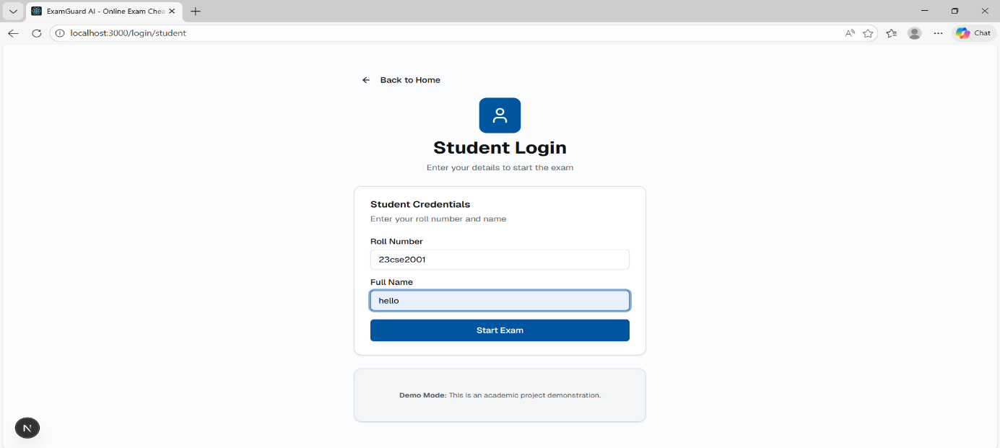 ExamGuard AI - Online Exam Chea
localhost:3000/login/student
Chat
Back to Home
Student Login
Enter your details to start the exam
Student Credentials
Enter your roll number and name
Roll Number
23cse2001
Full Name
hello
Start Exam
Demo Mode: This is an academic project demonstration.
N